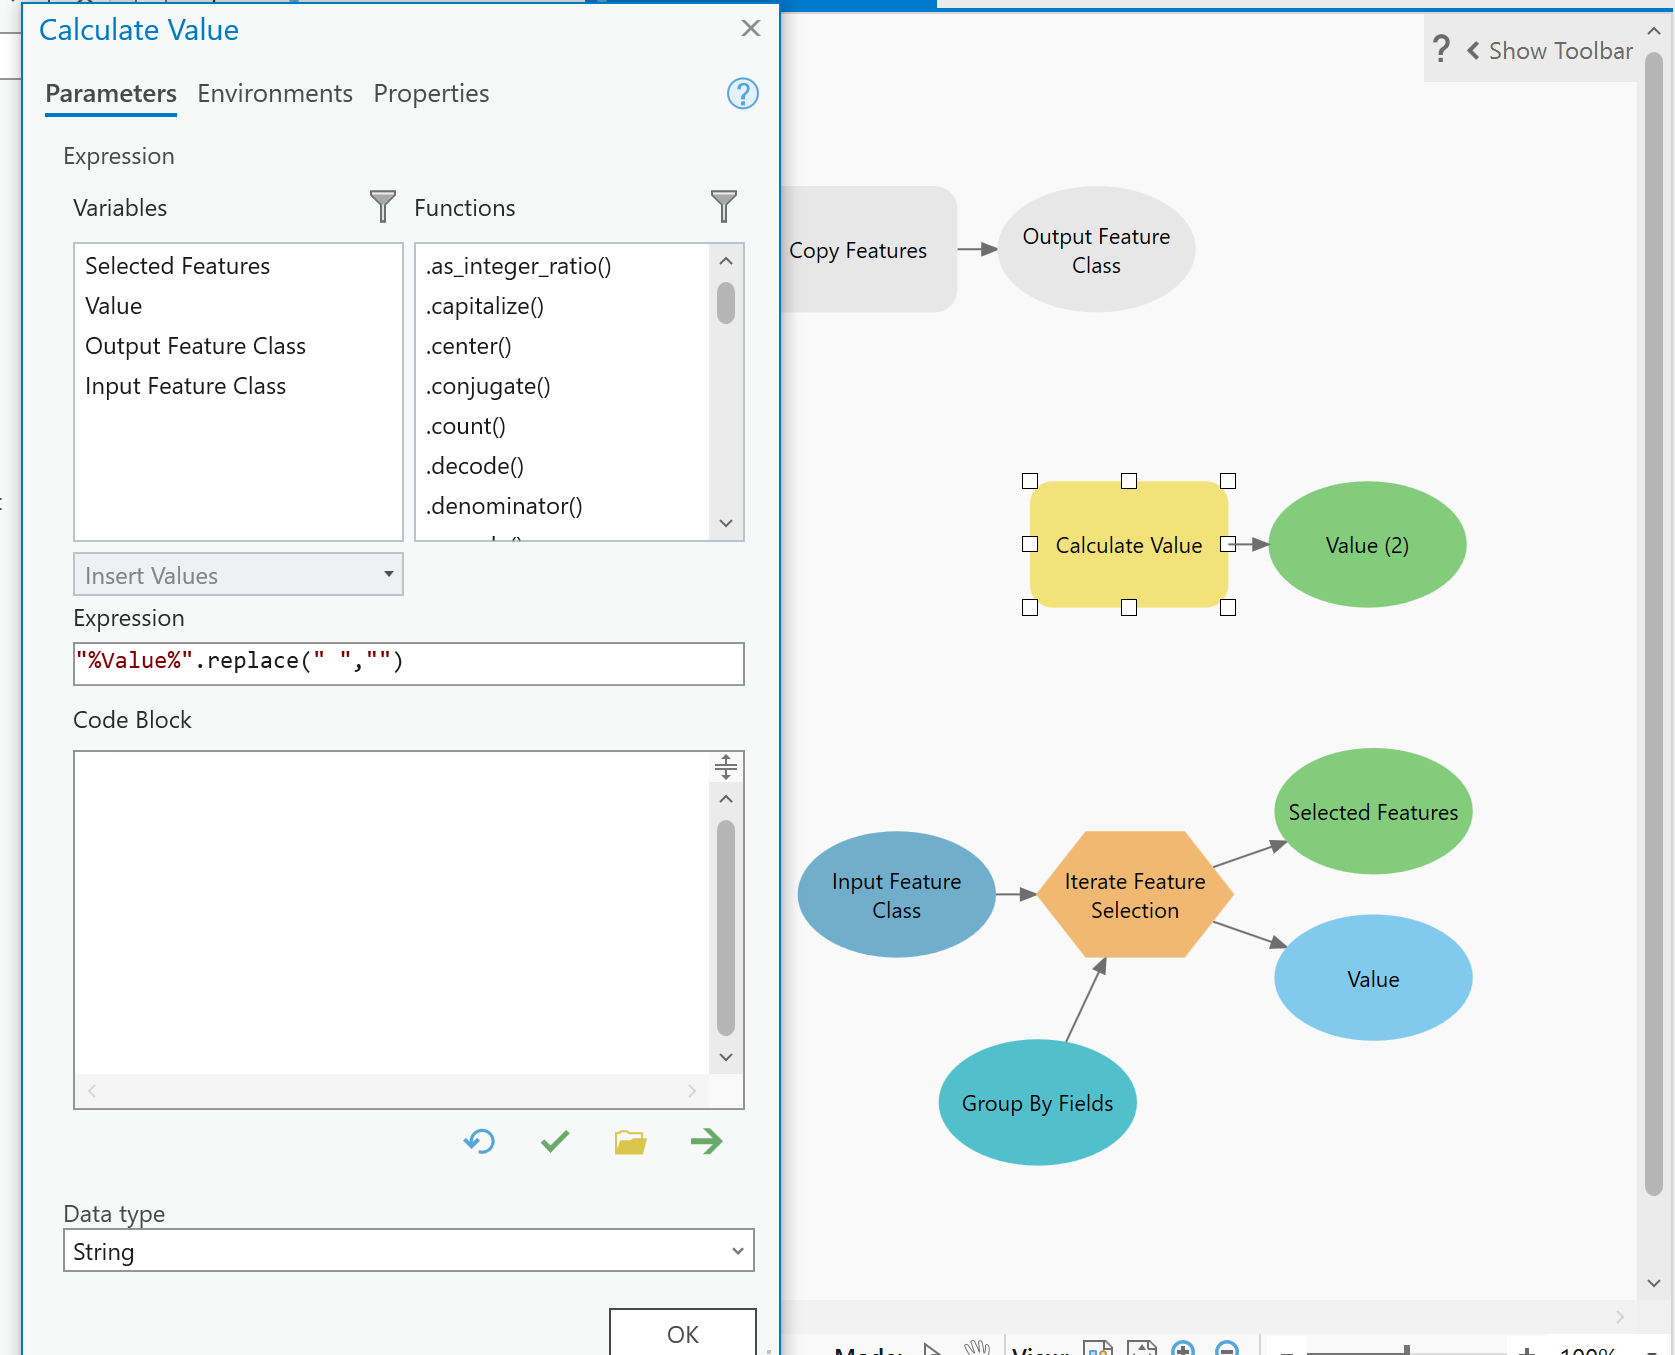 Calculate Value
Parameters Environments Properties
?
Expression
Variables
Functions
Selected Features
Value
Output Feature Class
Input Feature Class
.as_integer_ratio()
.capitalize()
.center()
.conjugate()
.count()
.decode()
.denominator()
Insert Values
Expression
"%Value%".replace(" ","")
Code Block
Data type
String
OK
? Show Toolbar
Copy Features
Output Feature
Class
Calculate Value
Value (2)
Input Feature
Class
Iterate Feature
Selection
Selected Features
Value
Group By Fields
100%